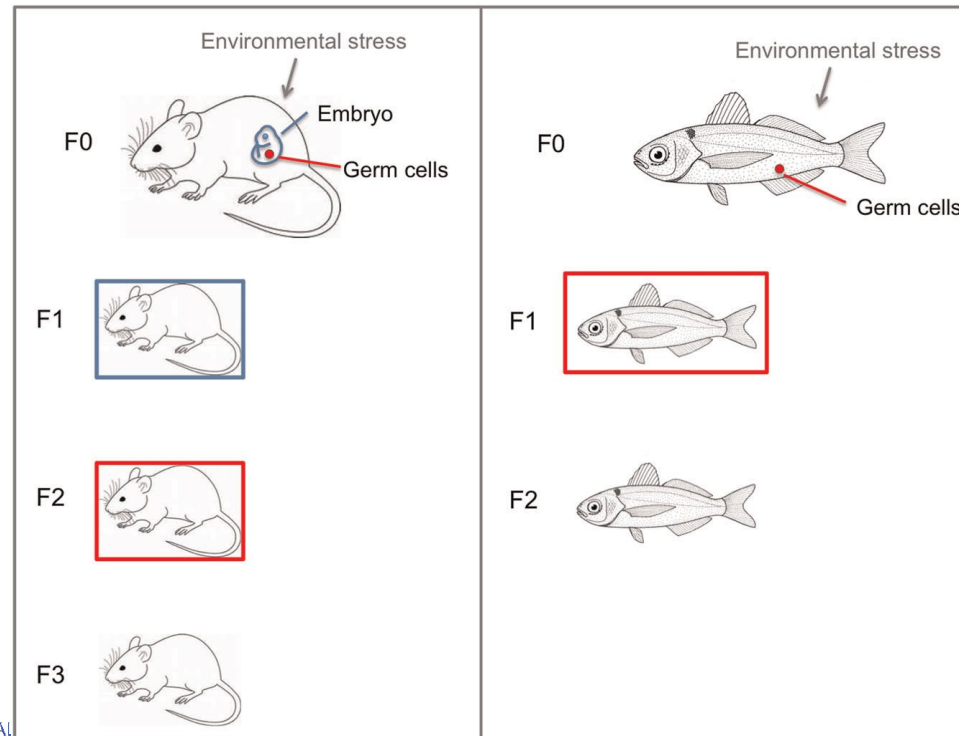 Environmental stress
F0
Embryo
Germ cells
F1
F2
F3
Environmental stress
F0
Germ cells
F1
F2